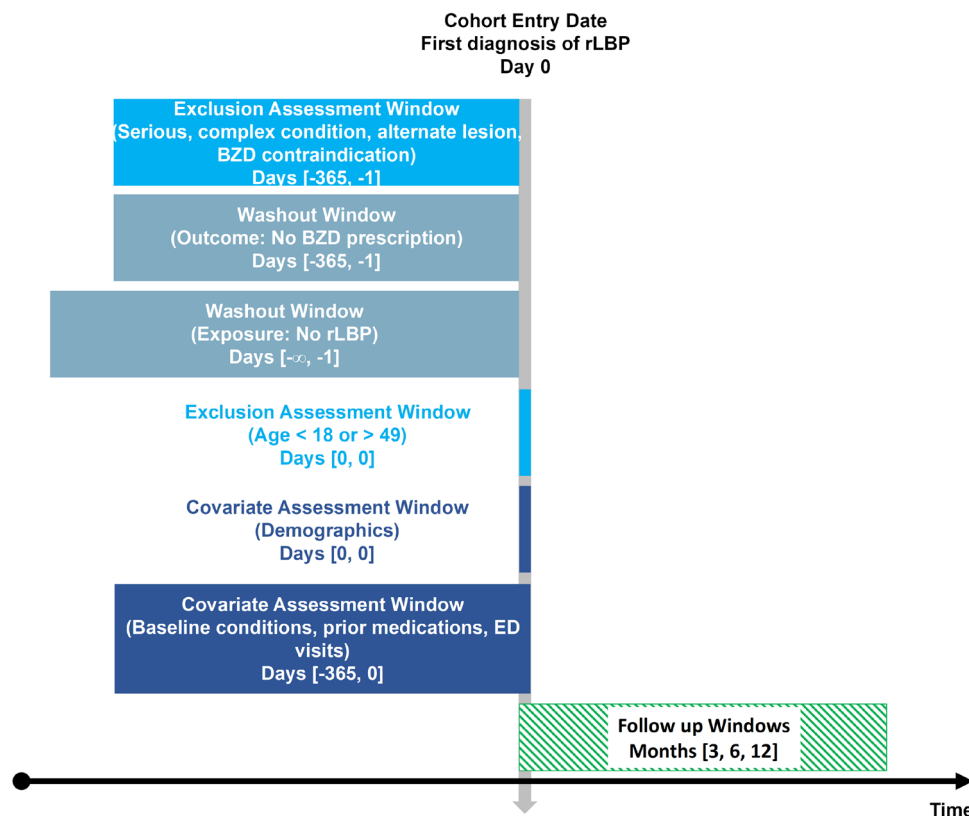 Cohort Entry Date
First diagnosis of rLBP
Day 0
Exclusion Assessment Window
(Serious, complex condition, alternate lesion,
BZD contraindication)
Days [-365, -1]
Washout Window
(Outcome: No BZD prescription)
Days [-365, -1]
Washout Window
(Exposure: No rLBP)
Days [-∞, -1]
Exclusion Assessment Window
(Age < 18 or > 49)
Days [0, 0]
Covariate Assessment Window
(Demographics)
Days [0, 0]
Covariate Assessment Window
(Baseline conditions, prior medications, ED
visits)
Days [-365, 0]
Follow up Windows
Months [3, 6, 12]
Time